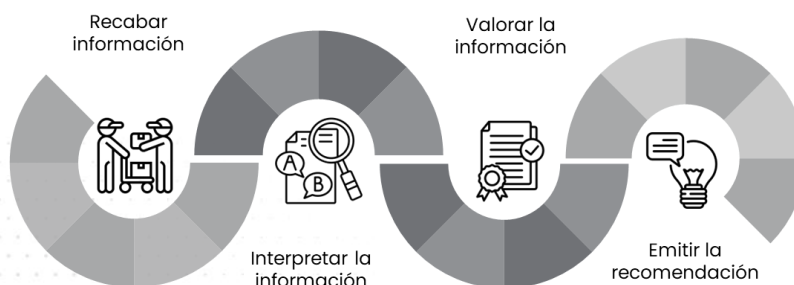 Recabar
información
Interpretar la
información
A
B
Valorar la
información
Emitir la
recomendación